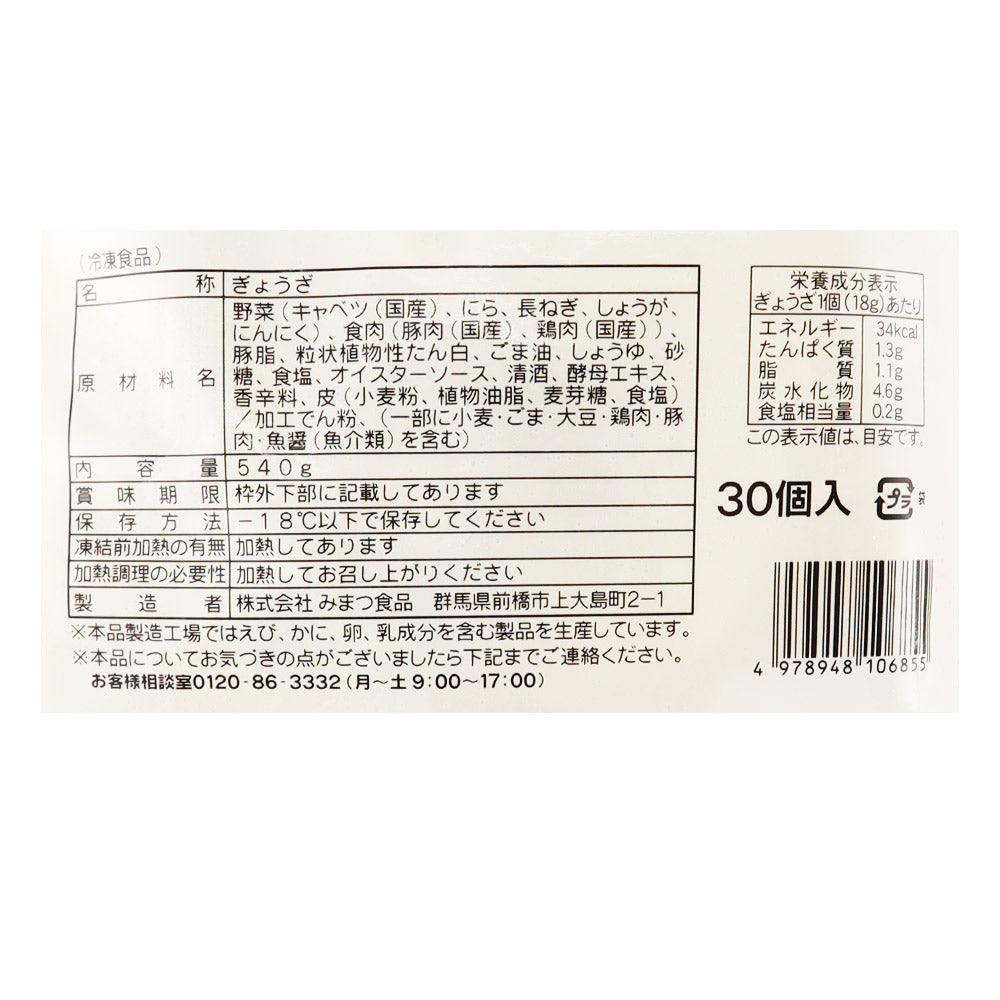 (冷凍食品)
名称 ぎょうざ
原材料名 野菜(キャベツ(国産)、にら、長ねぎ、しょうが、
にんにく)、食肉(豚肉(国産)、鶏肉(国産))、
豚脂、粒状植物性たん白、ごま油、しょうゆ、砂
糖、食塩、オイスターソース、清酒、酵母エキス、
香辛料、皮(小麦粉、植物油脂、麦芽糖、食塩)
/加工でん粉、(一部に小麦・ごま・大豆・鶏肉・豚
肉・魚醤(魚介類)を含む)
内容量 540g
賞味期限 枠外下部に記載してあります
保存方法 −18℃以下で保存してください
凍結前加熱の有無 加熱してあります
加熱調理の必要性 加熱してお召し上がりください
製造者 株式会社 みまつ食品 群馬県前橋市上大島町2−1
※本品製造工場ではえび、かに、卵、乳成分を含む製品を生産しています。
※本品についてお気づきの点がございましたら下記までご連絡ください。
お客様相談室0120-86-3332(月〜土 9:00〜17:00)
栄養成分表示
ぎょうざ1個(18g)あたり
エネルギー 34kcal
たんぱく質 1.3g
脂質 1.1g
炭水化物 4.6g
食塩相当量 0.2g
この表示値は、目安です。
30個入 プラ 袋
4 978948 106855